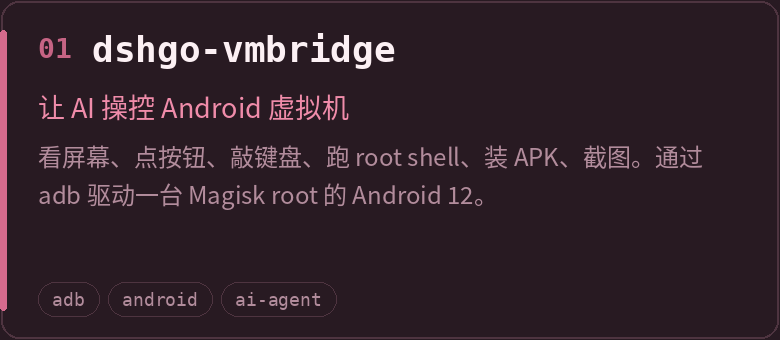 01 dshgo-vmbridge
让 AI 操控 Android 虚拟机
看屏幕、点按钮、敲键盘、跑 root shell、装 APK、截图。通过
adb 驱动一台 Magisk root 的 Android 12。
adb android ai-agent